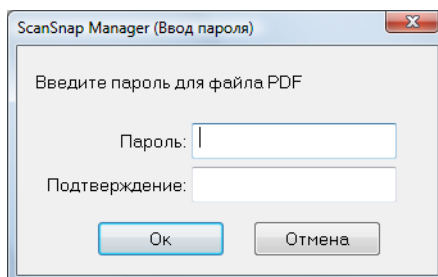 ScanSnap Manager (Ввод пароля)
Введите пароль для файла PDF
Пароль:
Подтверждение:
Ок Отмена